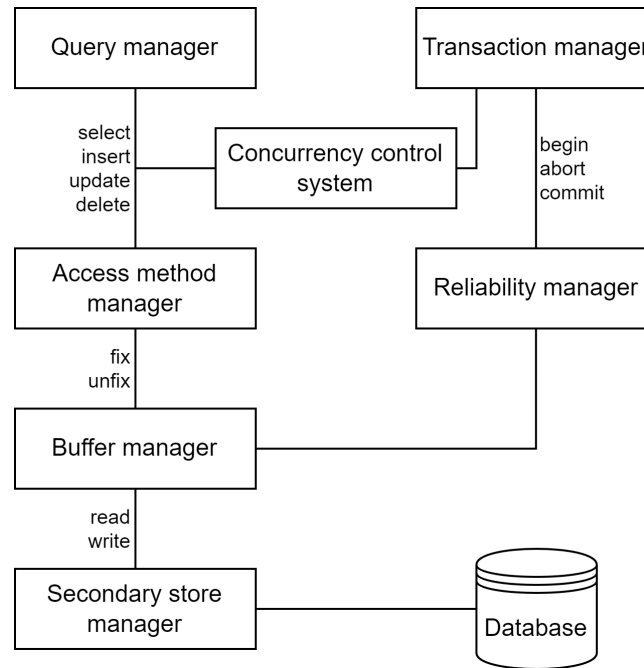 Query manager
Transaction manager
select
insert
update
delete
Concurrency control
system
begin
abort
commit
Access method
manager
Reliability manager
fix
unfix
Buffer manager
read
write
Secondary store
manager
Database